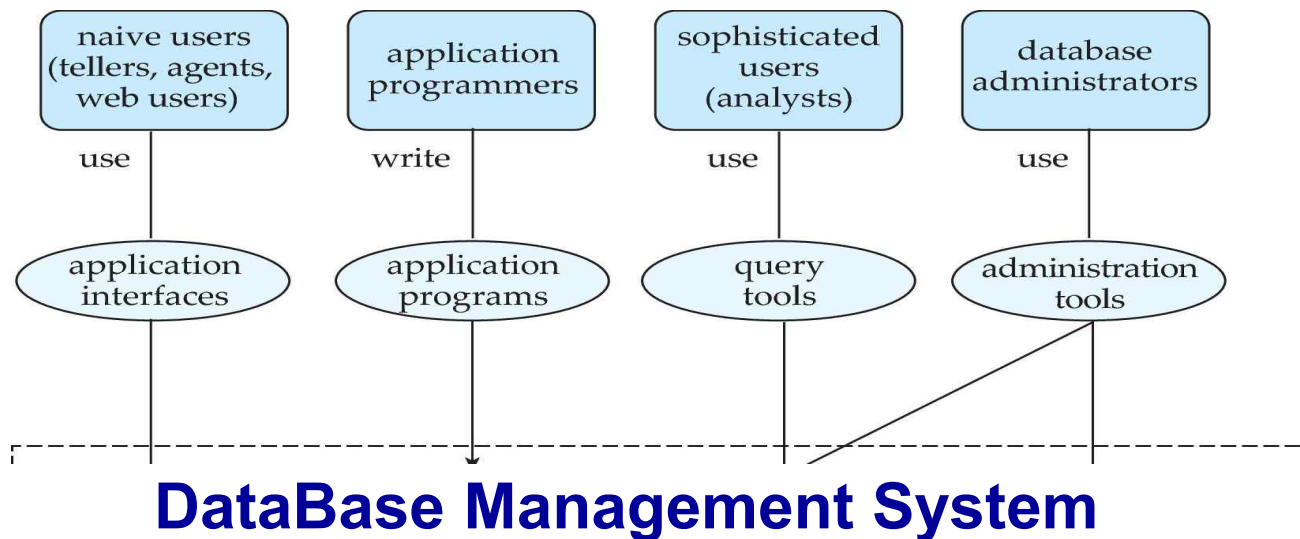 naive users
(tellers, agents,
web users)
application
programmers
sophisticated
users
(analysts)
database
administrators
use
write
use
use
application
interfaces
application
programs
query
tools
administration
tools
DataBase Management System